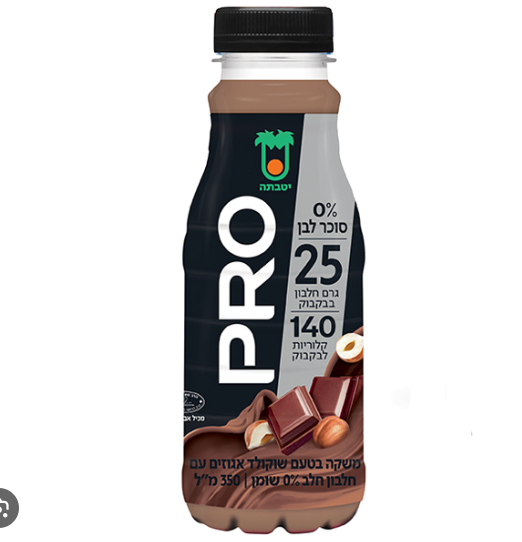 יטבתה
PRO
0%
סוכר לבן
25
גרם חלבון
בבקבוק
140
קלוריות
לבקבוק
משקה בטעם שוקולד אגוזים עם
חלבון חלב 0% שומן | 350 מ״ל